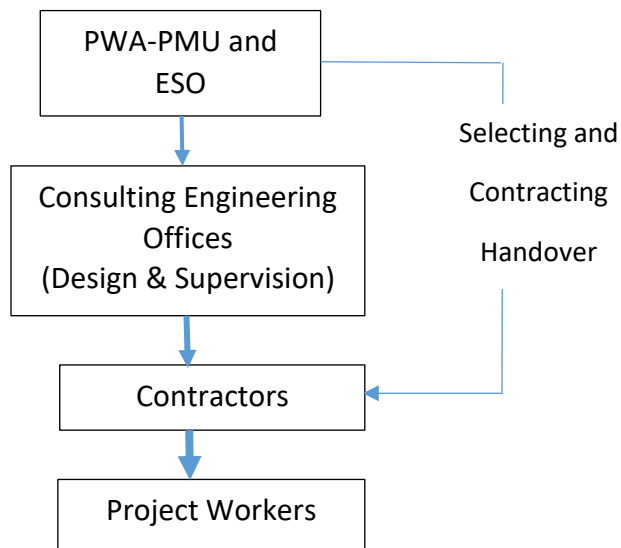 PWA-PMU and
ESO
Selecting and
Contracting
Handover
Consulting Engineering
Offices
(Design & Supervision)
Contractors
Project Workers